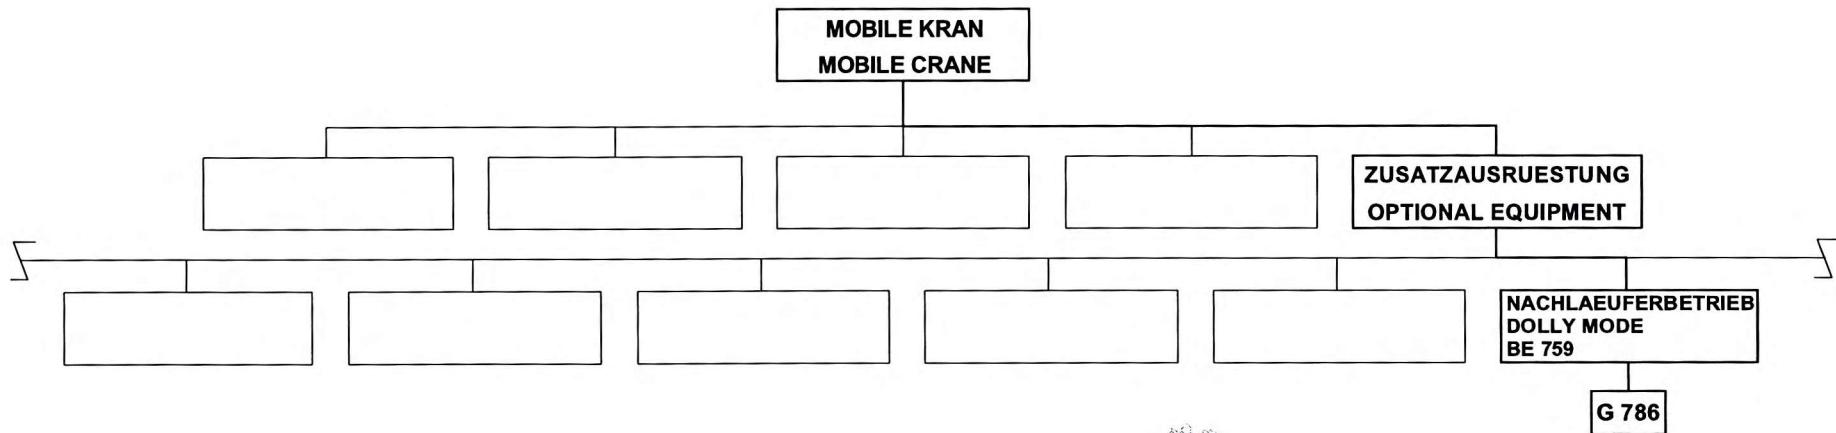 MOBILE KRAN
MOBILE CRANE
ZUSATZAUSRUESTUNG
OPTIONAL EQUIPMENT
NACHLAEUFERBETRIEB
DOLLY MODE
BE 759
G 786